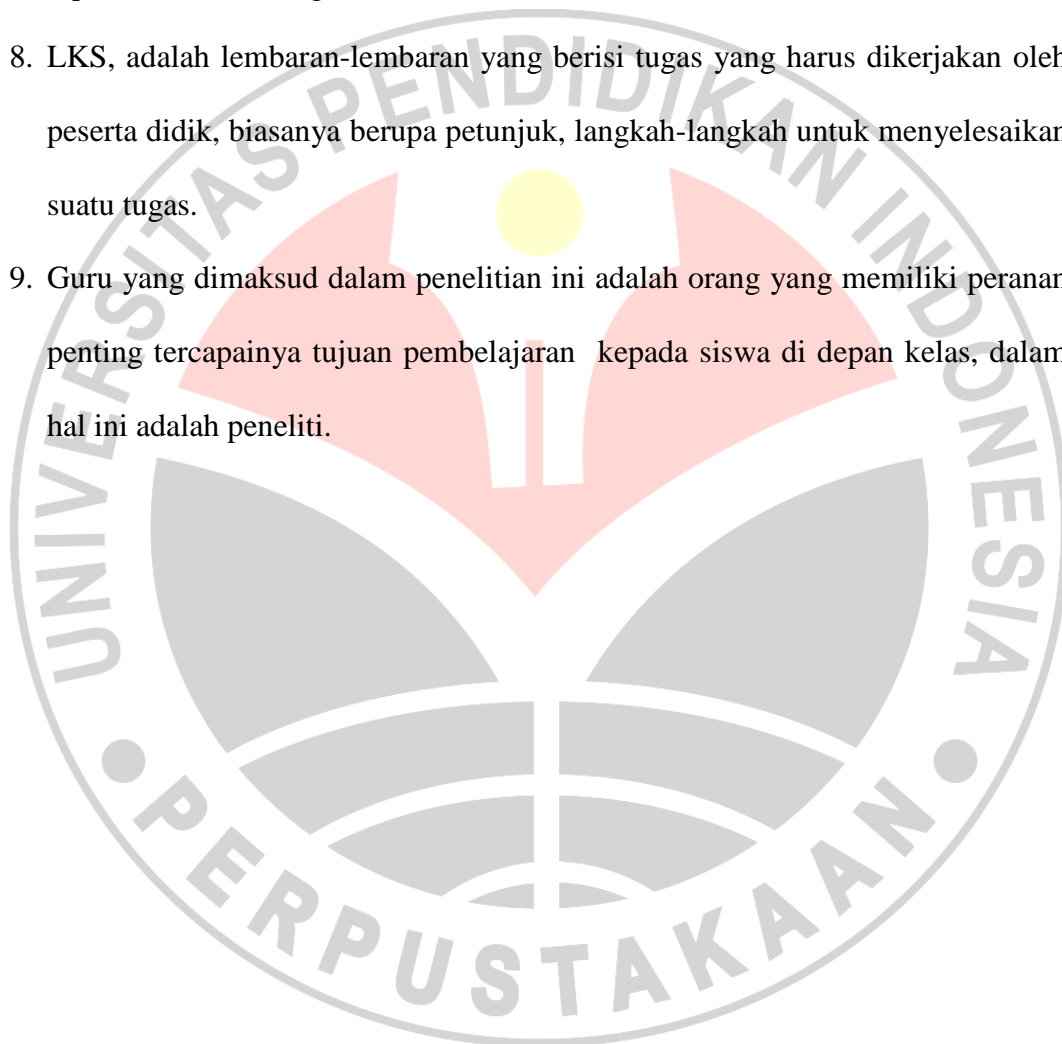 8. LKS, adalah lembaran-lembaran yang berisi tugas yang harus dikerjakan oleh
peserta didik, biasanya berupa petunjuk, langkah-langkah untuk menyelesaikan
suatu tugas.
9. Guru yang dimaksud dalam penelitian ini adalah orang yang memiliki peranan
penting tercapainya tujuan pembelajaran kepada siswa di depan kelas, dalam
hal ini adalah peneliti.
UNIVERSITAS PENDIDIKAN INDONESIA
PERPUSTAKAAN